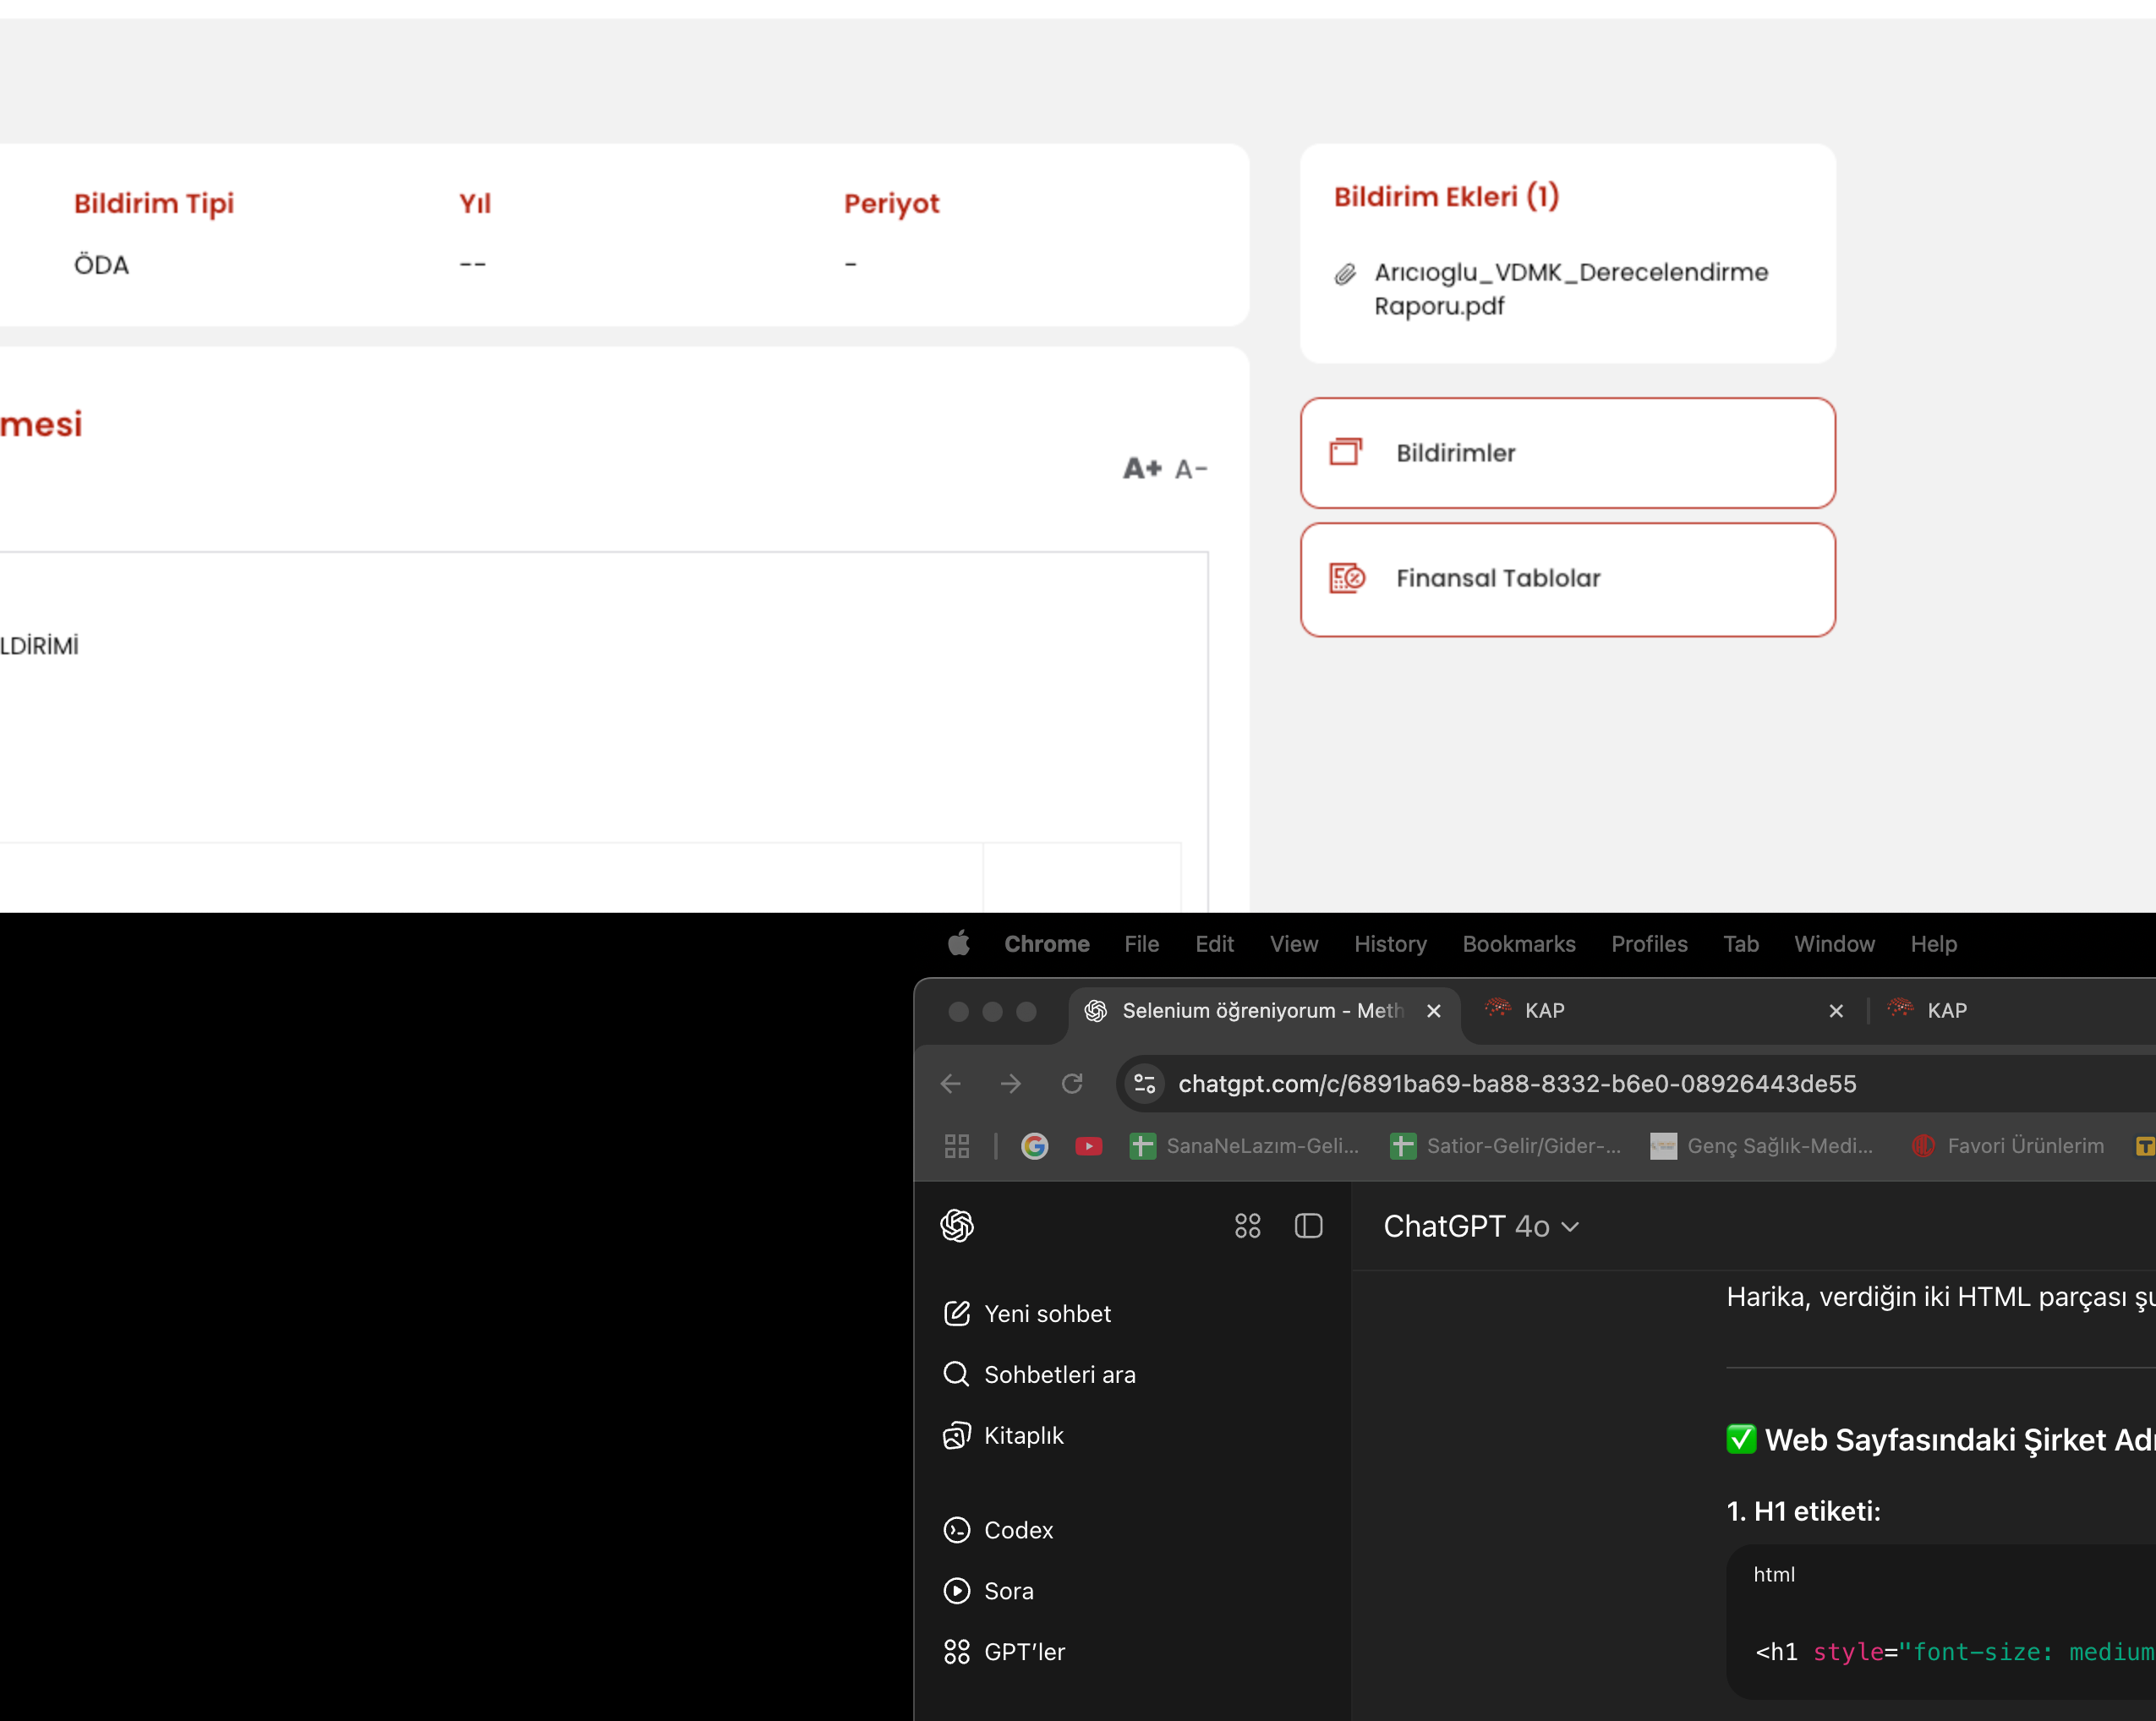 Bildirim Tipi
Yıl
Periyot
ÖDA
--
-
Bildirim Ekleri (1)
Arıcıoglu_VDMK_Derecelendirme
Raporu.pdf
mesi
A+ A-
Bildirimler
Finansal Tablolar
LDİRİMİ
Chrome File Edit View History Bookmarks Profiles Tab Window Help
Selenium öğreniyorum - Meth
KAP
KAP
chatgpt.com/c/6891ba69-ba88-8332-b6e0-08926443de55
SanaNeLazım-Geli...
Satior-Gelir/Gider-...
Genç Sağlık-Medi...
Favori Ürünlerim
ChatGPT 4o
Yeni sohbet
Sohbetleri ara
Kitaplık
Codex
Sora
GPT'ler
Harika, verdiğin iki HTML parçası şu
✅ Web Sayfasındaki Şirket Adı
1. H1 etiketi:
html
<h1 style="font-size: medium